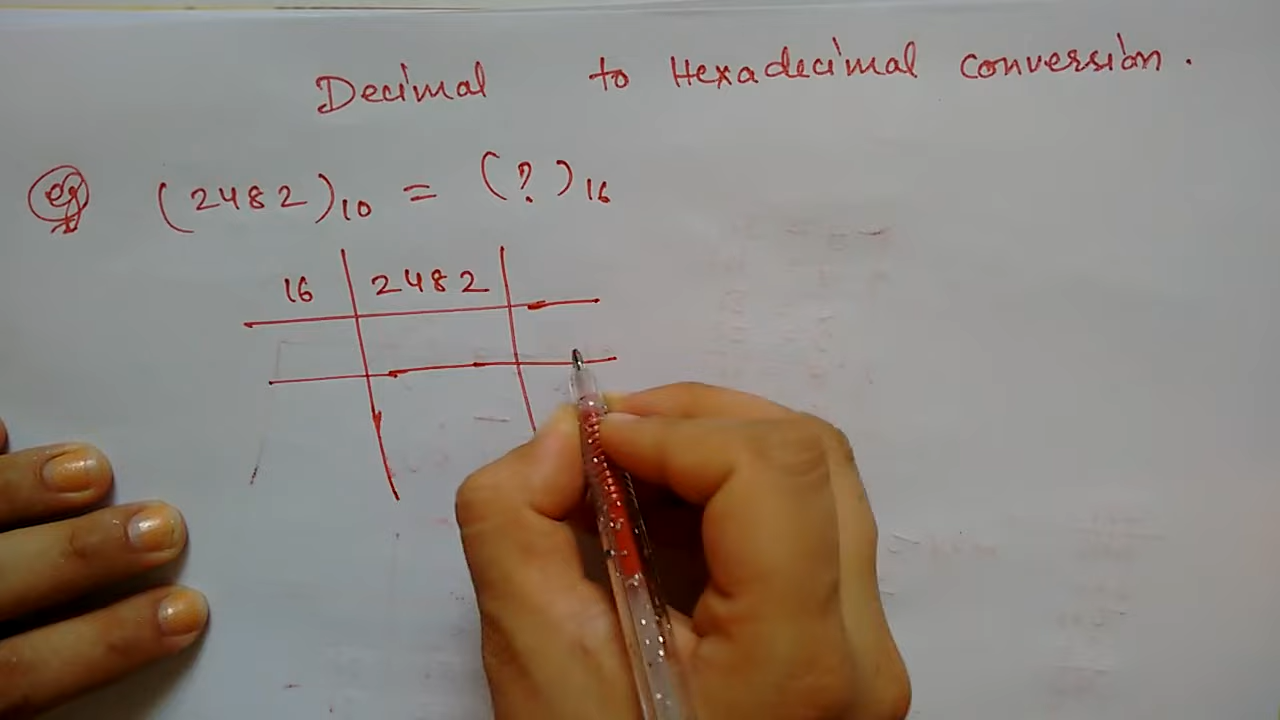 Decimal to Hexadecimal conversion.
eg (2482)10 = (?)16
16 2482